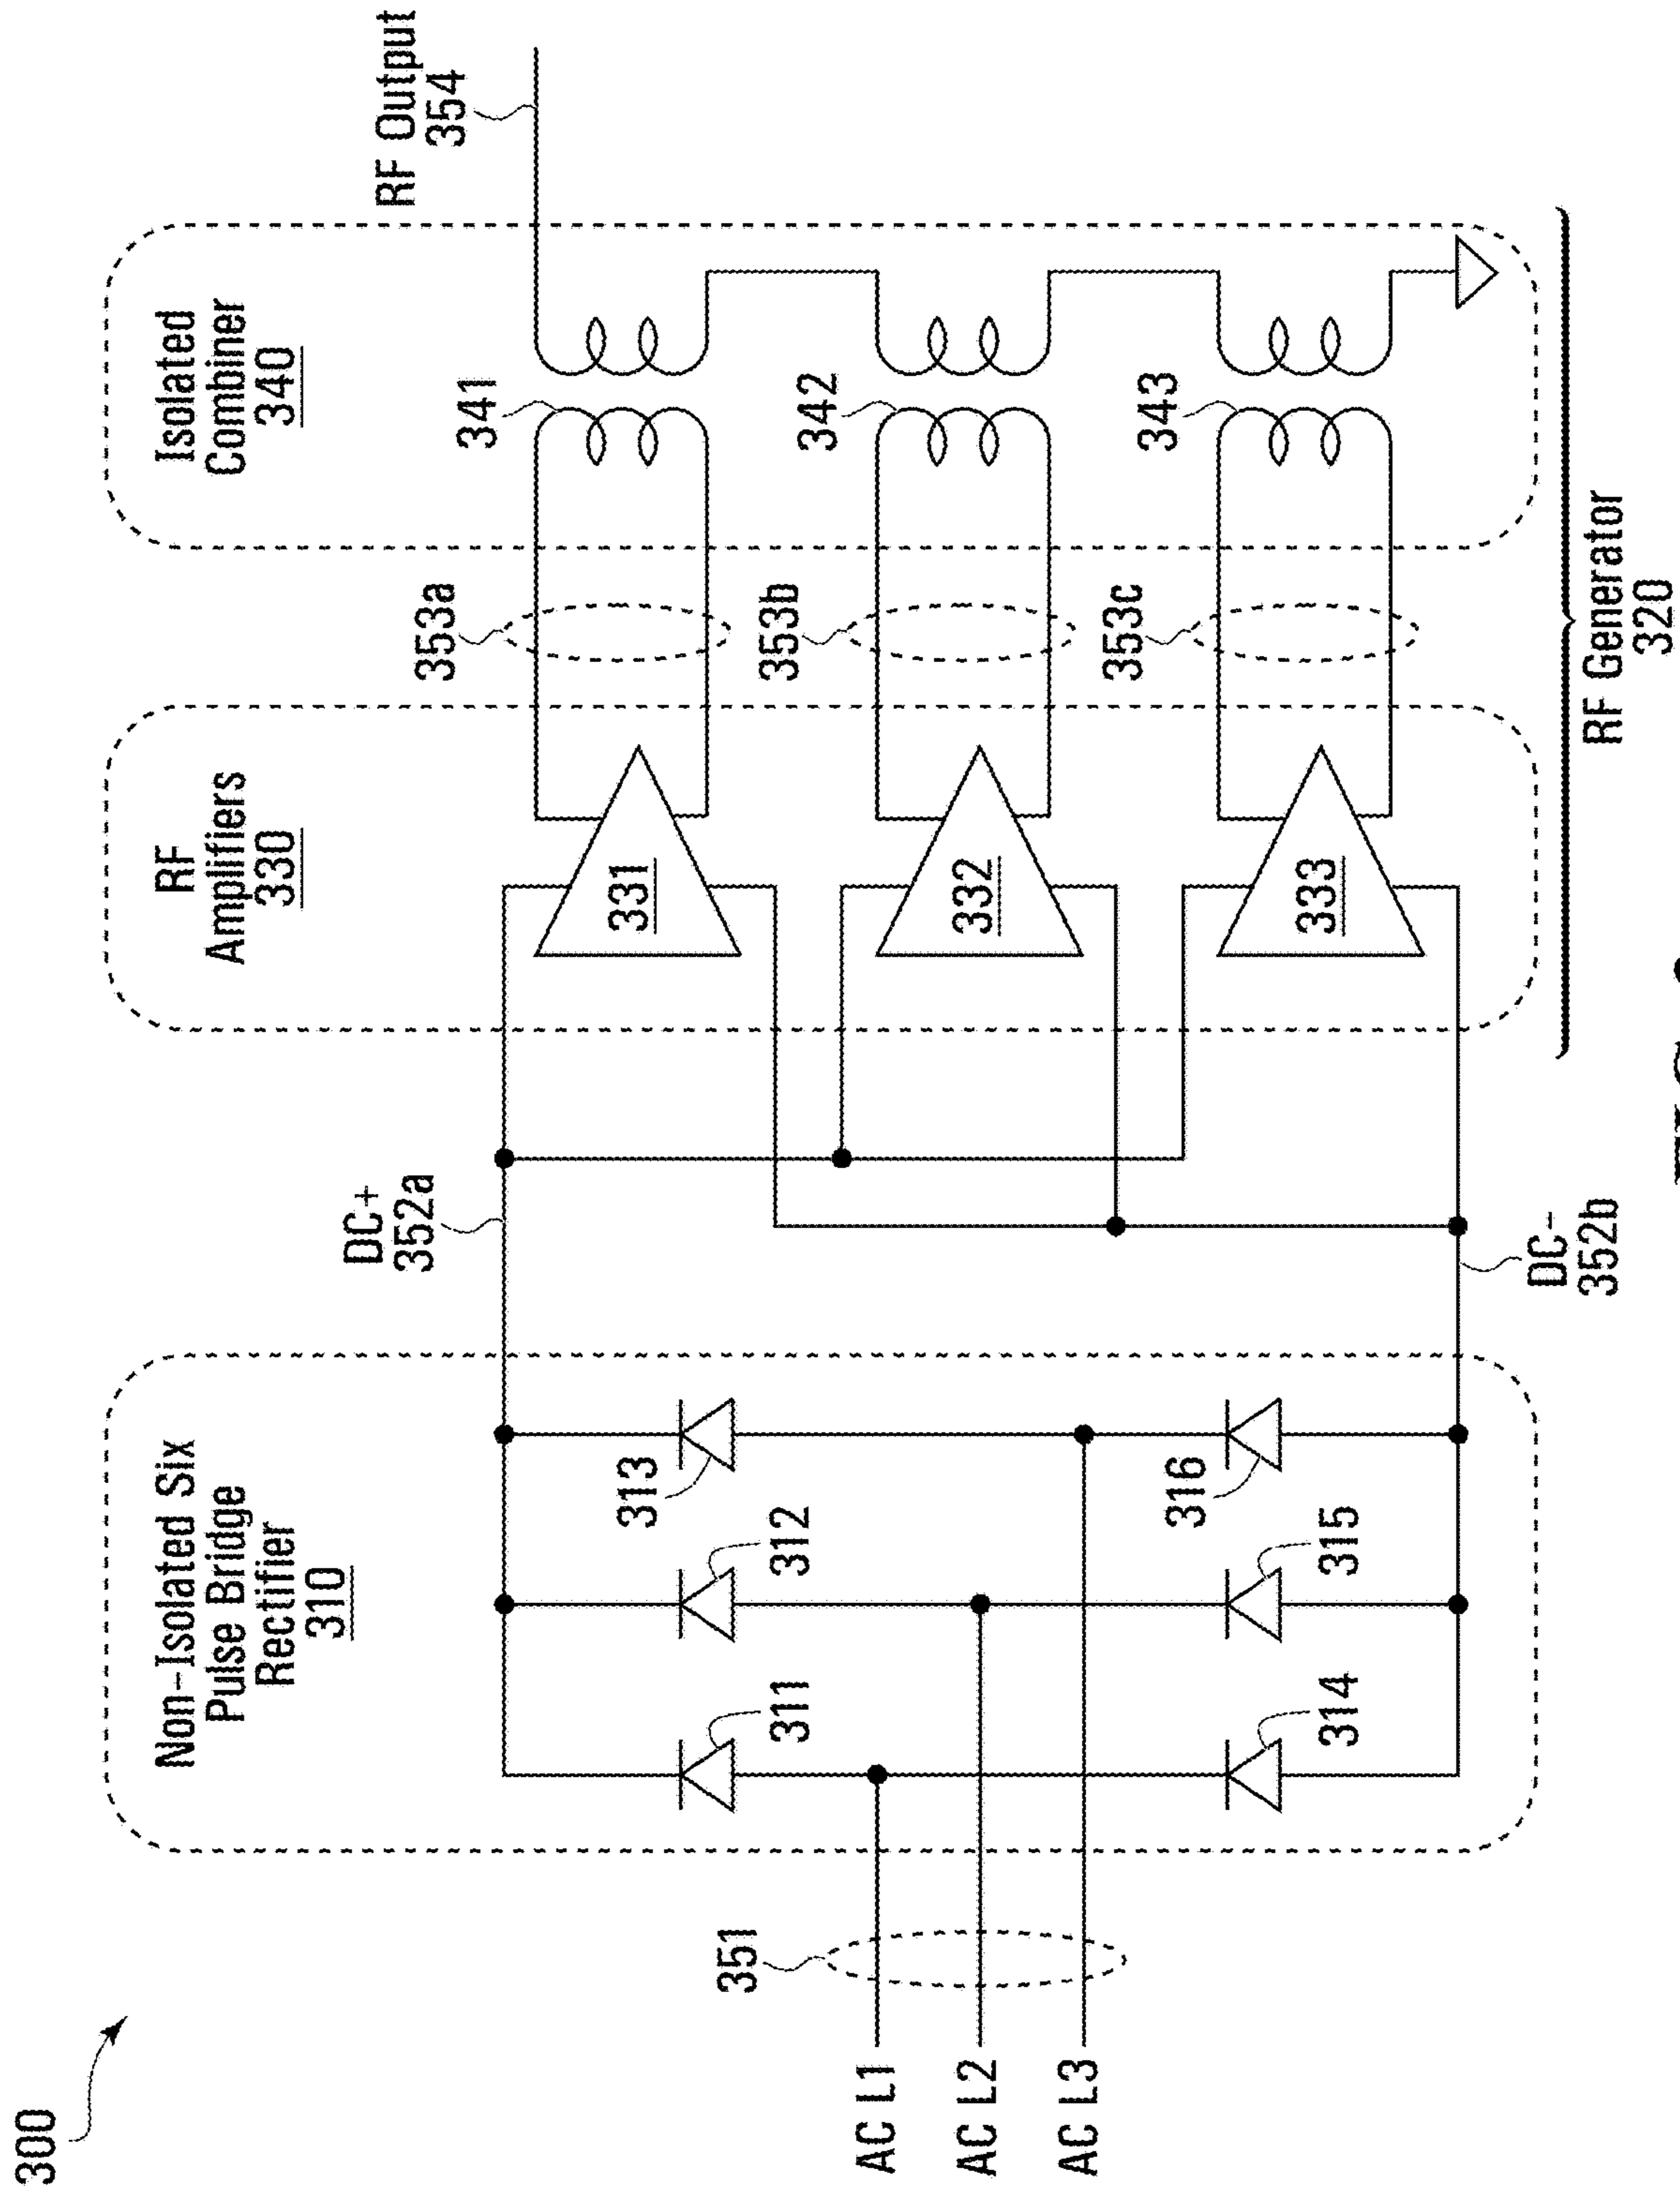 300
Non-Isolated Six
Pulse Bridge
Rectifier
310
RF
Amplifiers
330
Isolated
Combiner
340
RF Output
354
DC+
352a
353a
341
331
313
312
311
351
353b
342
332
AC L1
AC L2
AC L3
353c
343
333
316
315
314
DC-
352b
RF Generator
320